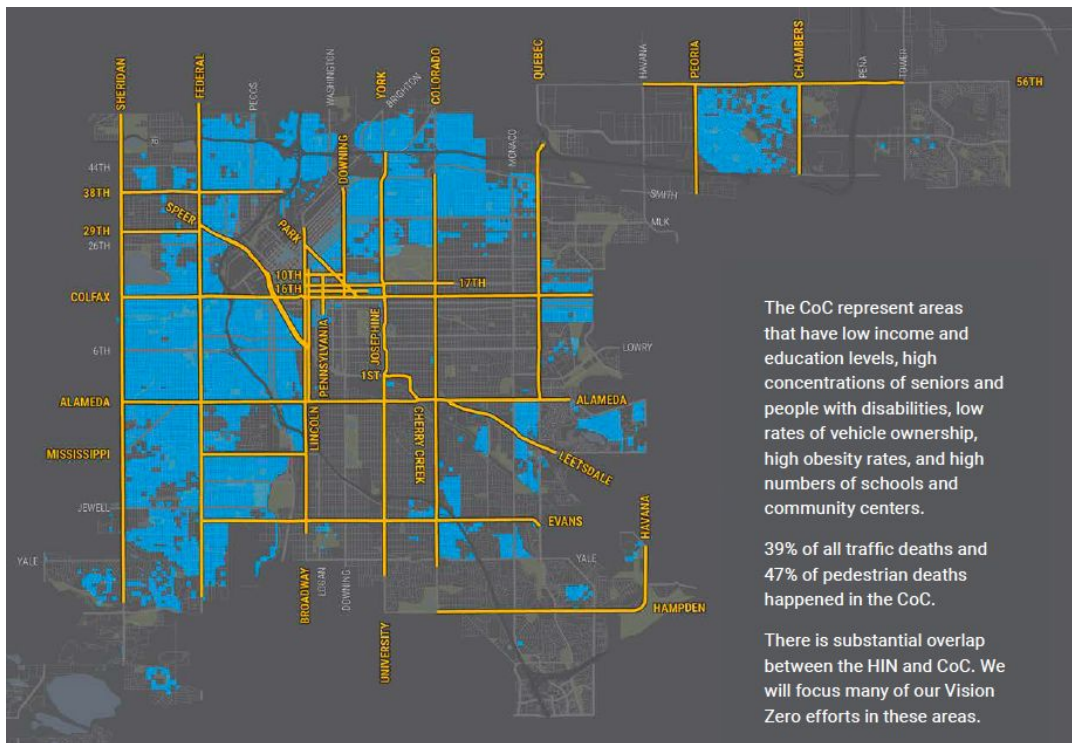 SHERIDAN
FEDERAL
PECOS
WASHINGTON
YORK
BRIGHTON
COLORADO
QUEBEC
HAVANA
PEORIA
CHAMBERS
PEÑA
TOWER
56TH
DOWNING
MONACO
44TH
38TH
SMITH
SPEER
PARK
MLK
29TH
26TH
10TH
16TH
17TH
COLFAX
PENNSYLVANIA
JOSEPHINE
6TH
LOWRY
1ST
ALAMEDA
ALAMEDA
LINCOLN
CHERRY CREEK
MISSISSIPPI
LEETSDALE
JEWELL
EVANS
HAVANA
YALE
YALE
BROADWAY
LOGAN
DOWNING
HAMPDEN
UNIVERSITY
The CoC represent areas
that have low income and
education levels, high
concentrations of seniors and
people with disabilities, low
rates of vehicle ownership,
high obesity rates, and high
numbers of schools and
community centers.
39% of all traffic deaths and
47% of pedestrian deaths
happened in the CoC.
There is substantial overlap
between the HIN and CoC. We
will focus many of our Vision
Zero efforts in these areas.